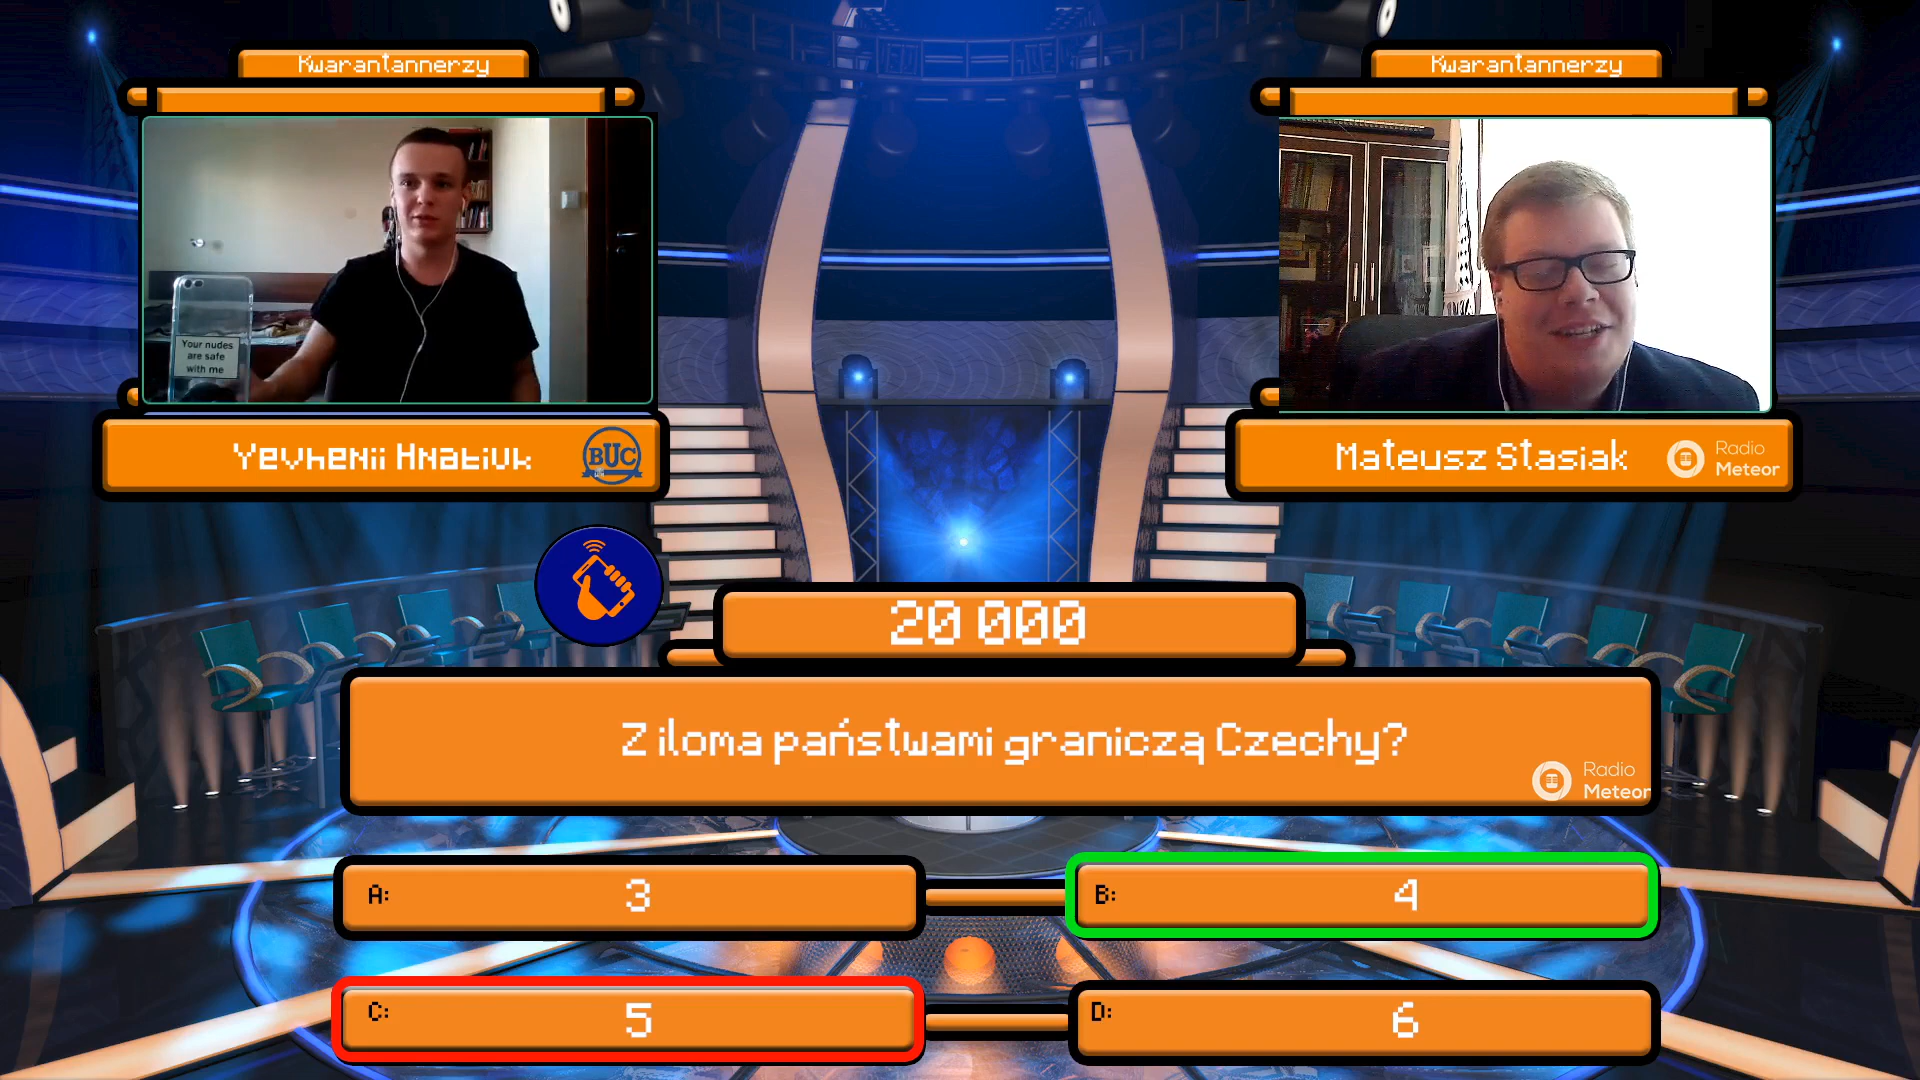 Kwarantannerzy
Kwarantannerzy
Your nudes
are safe
with me
Yevhenii Hnatiuk
BUC
Mateusz Stasiak
Radio
Meteor
20 000
Z iloma państwami graniczą Czechy?
Radio
Meteor
A: 3
B: 4
C: 5
D: 6